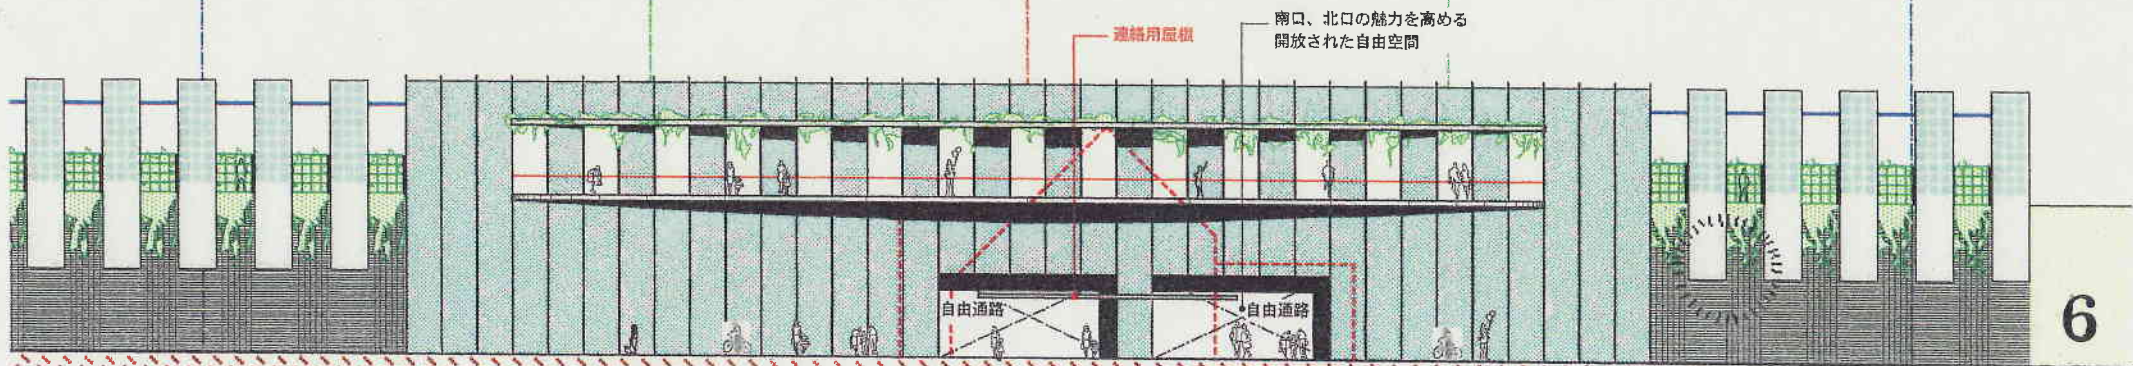 連絡用屋根
南口、北口の魅力を高める
開放された自由空間
自由通路
自由通路
6